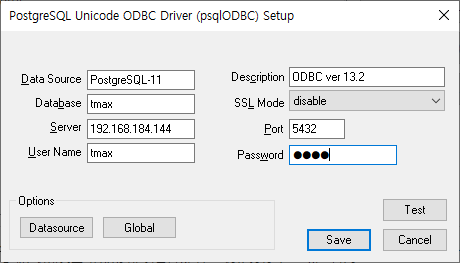 PostgreSQL Unicode ODBC Driver (psqlODBC) Setup
Data Source PostgreSQL-11 Description ODBC ver 13.2
Database tmax SSL Mode disable
Server 192.168.184.144 Port 5432
User Name tmax Password ●●●●
Options
Datasource Global
Test
Save Cancel